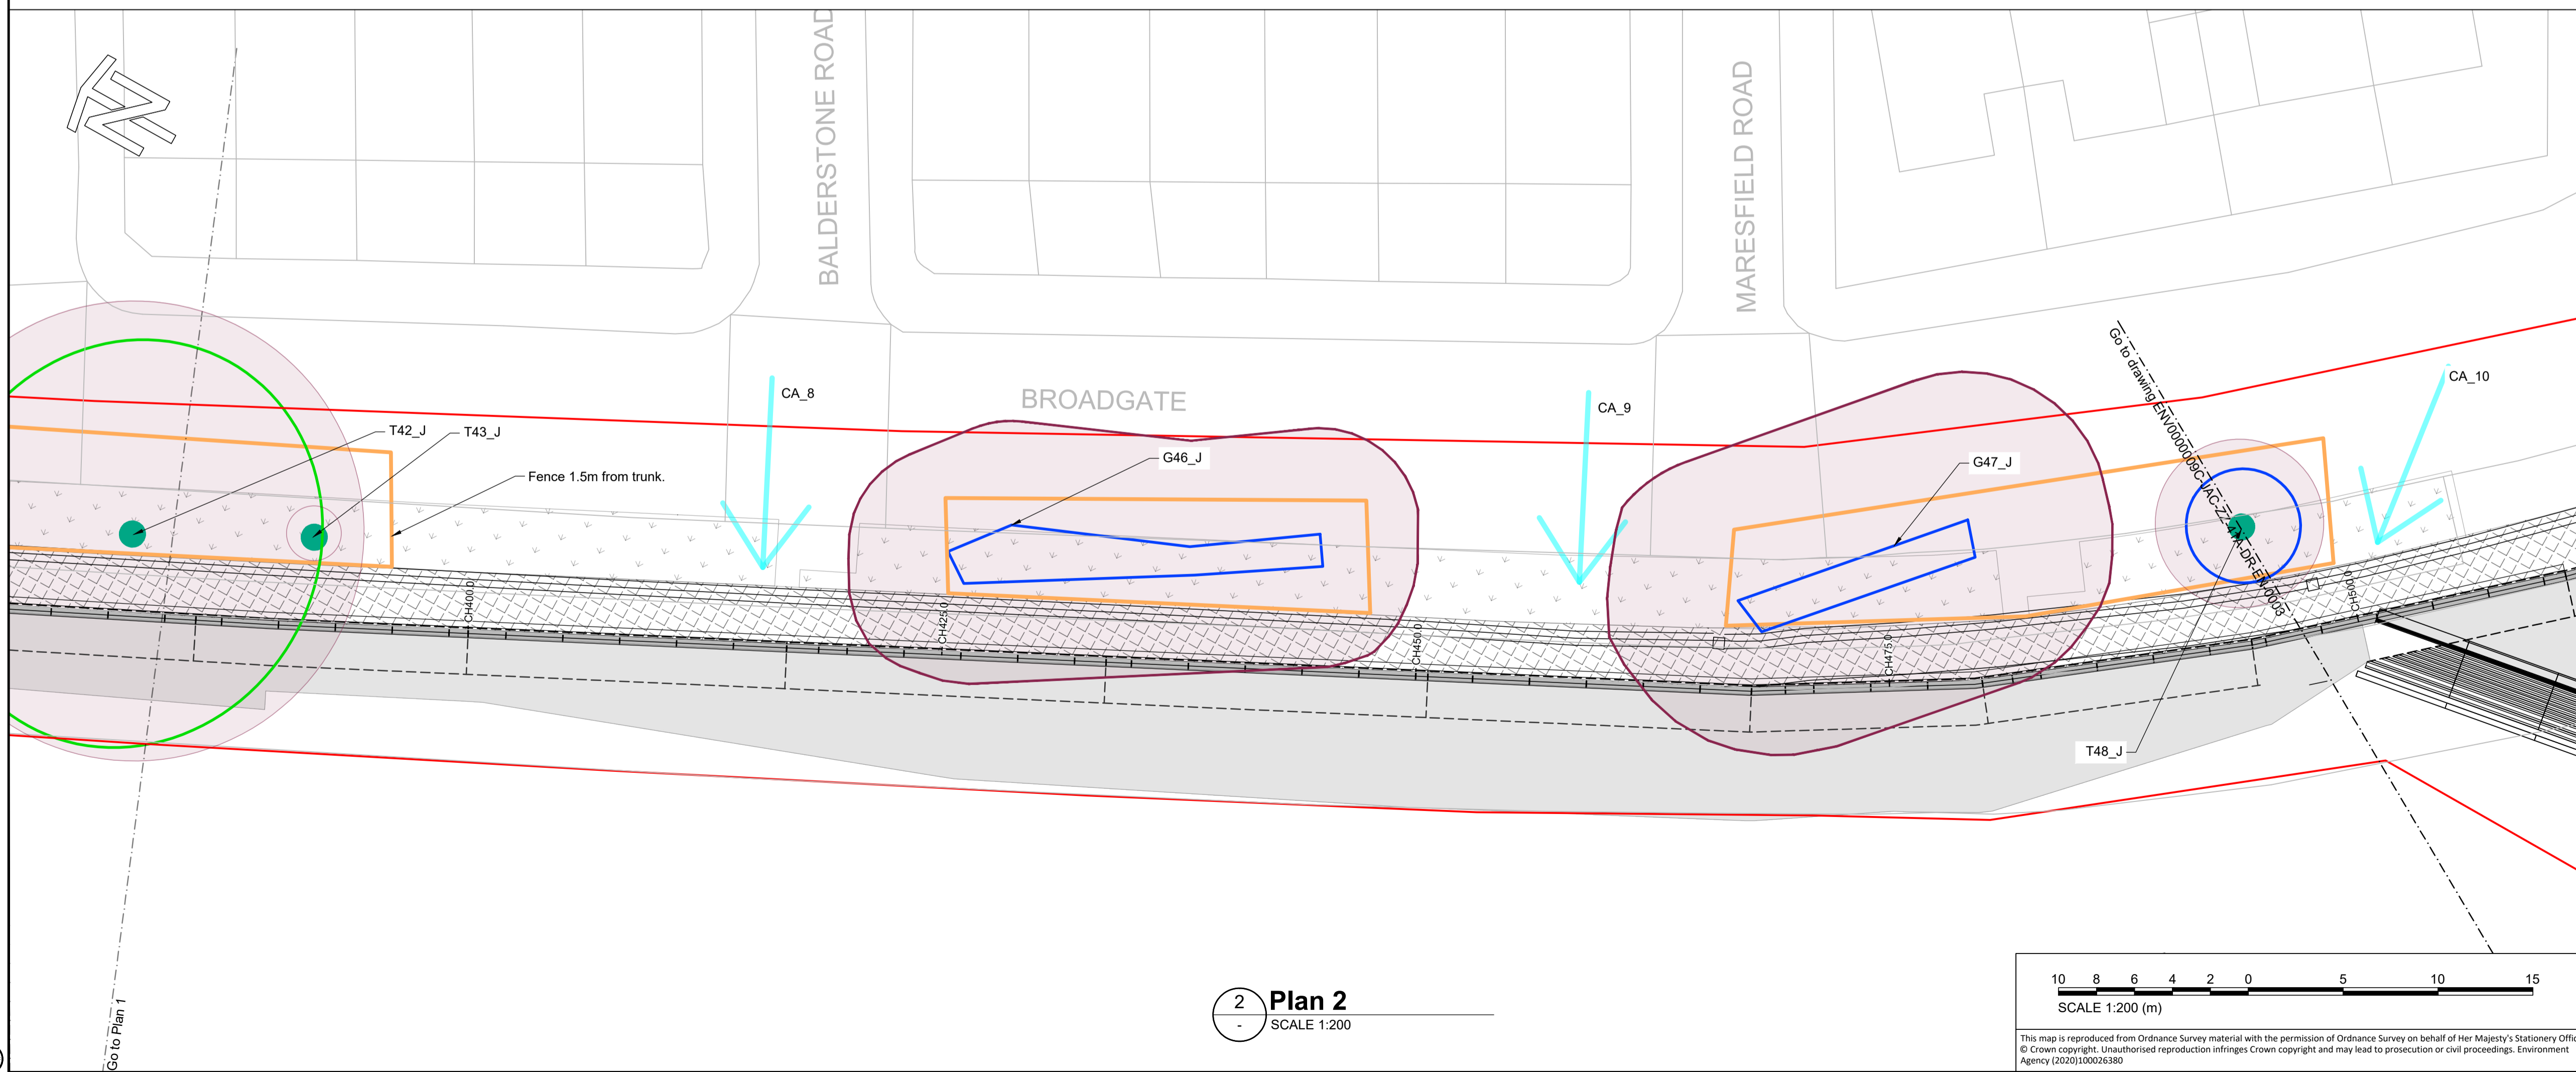 BALDERSTONE ROAD
MARESFIELD ROAD
BROADGATE
N
CA_8
CA_9
CA_10
T42_J
T43_J
Fence 1.5m from trunk.
G46_J
G47_J
T48_J
Go to drawing ENV0000009C-JAC-ZZ-47A-DR-EN-0003
CH400.0
CH425.0
CH450.0
CH475.0
CH500.0
Go to Plan 1
2
-
Plan 2
SCALE 1:200
10 8 6 4 2 0 5 10 15
SCALE 1:200 (m)
This map is reproduced from Ordnance Survey material with the permission of Ordnance Survey on behalf of Her Majesty's Stationery Offic
© Crown copyright. Unauthorised reproduction infringes Crown copyright and may lead to prosecution or civil proceedings. Environment
Agency (2020)100026380